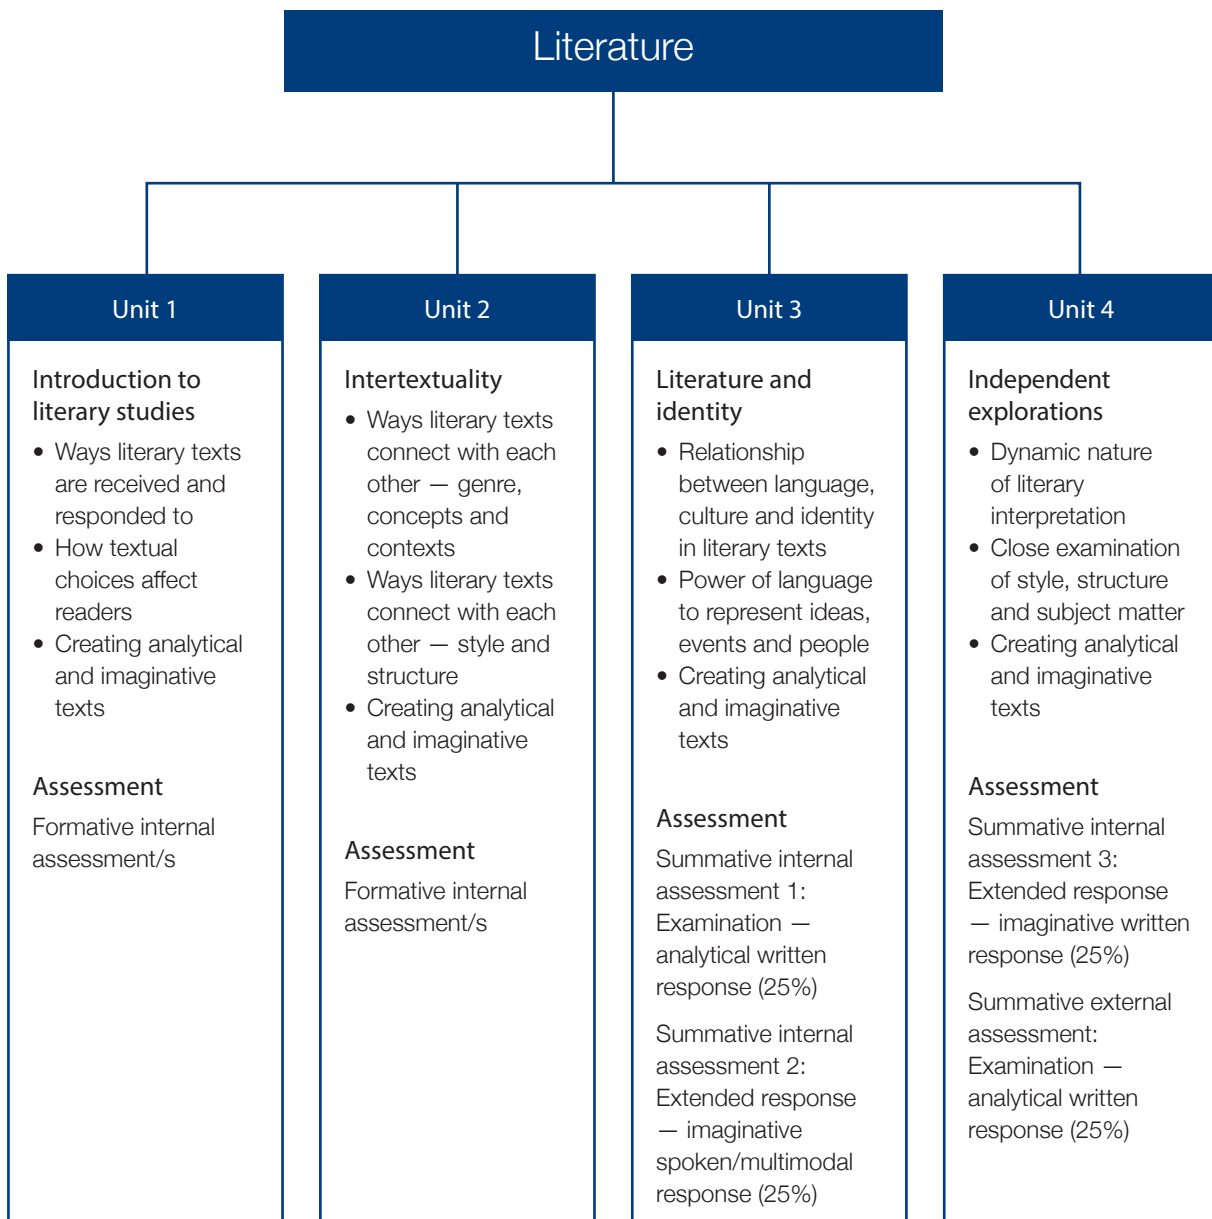 Literature
Unit 1
Introduction to
literary studies
• Ways literary texts
are received and
responded to
• How textual
choices affect
readers
• Creating analytical
and imaginative
texts
Assessment
Formative internal
assessment/s
Unit 2
Intertextuality
• Ways literary texts
connect with each
other — genre,
concepts and
contexts
• Ways literary texts
connect with each
other — style and
structure
• Creating analytical
and imaginative
texts
Assessment
Formative internal
assessment/s
Unit 3
Literature and
identity
• Relationship
between language,
culture and identity
in literary texts
• Power of language
to represent ideas,
events and people
• Creating analytical
and imaginative
texts
Assessment
Summative internal
assessment 1:
Examination —
analytical written
response (25%)
Summative internal
assessment 2:
Extended response
— imaginative
spoken/multimodal
response (25%)
Unit 4
Independent
explorations
• Dynamic nature
of literary
interpretation
• Close examination
of style, structure
and subject matter
• Creating analytical
and imaginative
texts
Assessment
Summative internal
assessment 3:
Extended response
— imaginative written
response (25%)
Summative external
assessment:
Examination —
analytical written
response (25%)